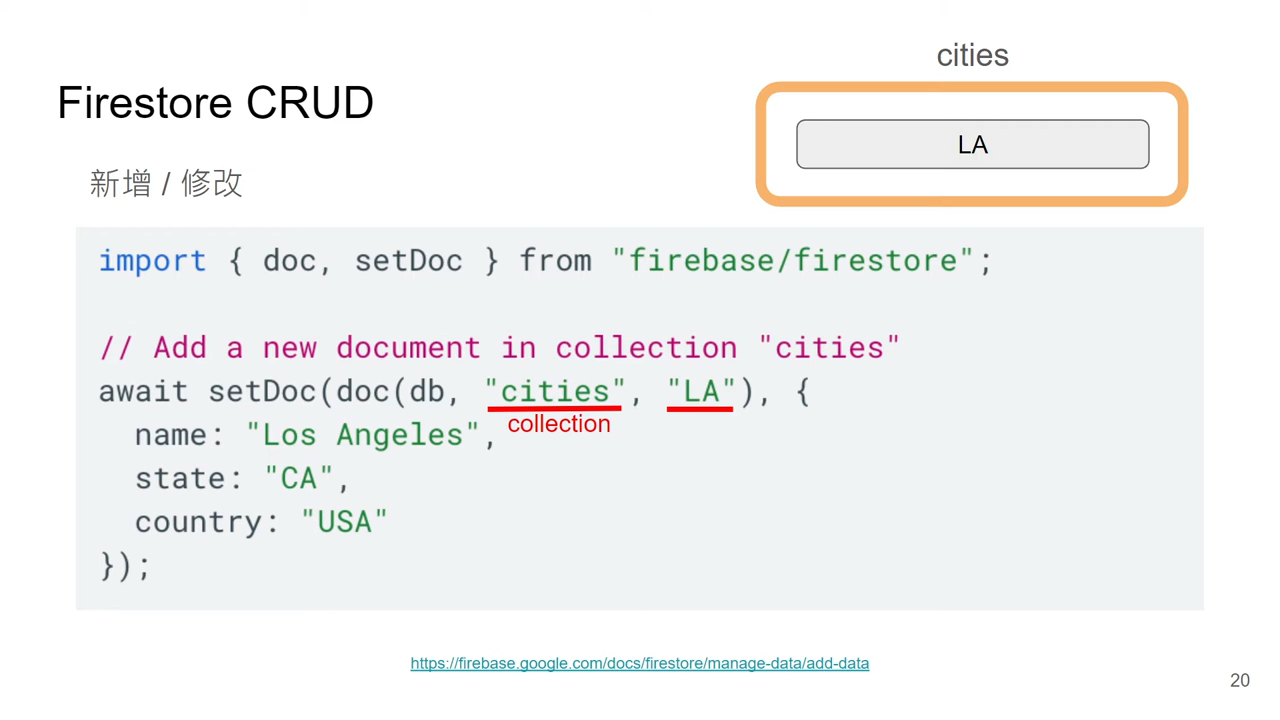 cities
Firestore CRUD
LA
新增 / 修改
import { doc, setDoc } from "firebase/firestore";
// Add a new document in collection "cities"
await setDoc(doc(db, "cities", "LA"), {
collection
name: "Los Angeles",
state: "CA",
country: "USA"
});
https://firebase.google.com/docs/firestore/manage-data/add-data
20